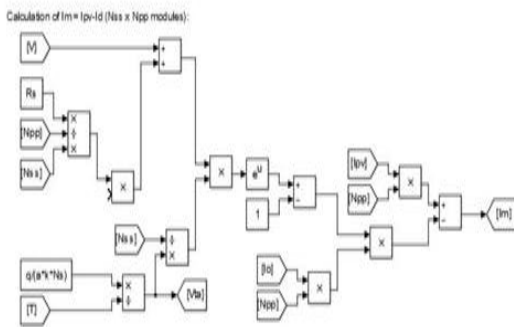 Calculation of Im = Ipv-Id (Nss x Npp modules):
[V]
+
+
Rs
[Npp]
[Nss]
×
÷
×
×
[Ipv]
[Npp]
×
×
e^u
+
−
1
+
−
[Im]
[Nss]
÷
×
×
[Io]
[Npp]
×
q/(a*k*Ns)
[T]
×
÷
[Vta]